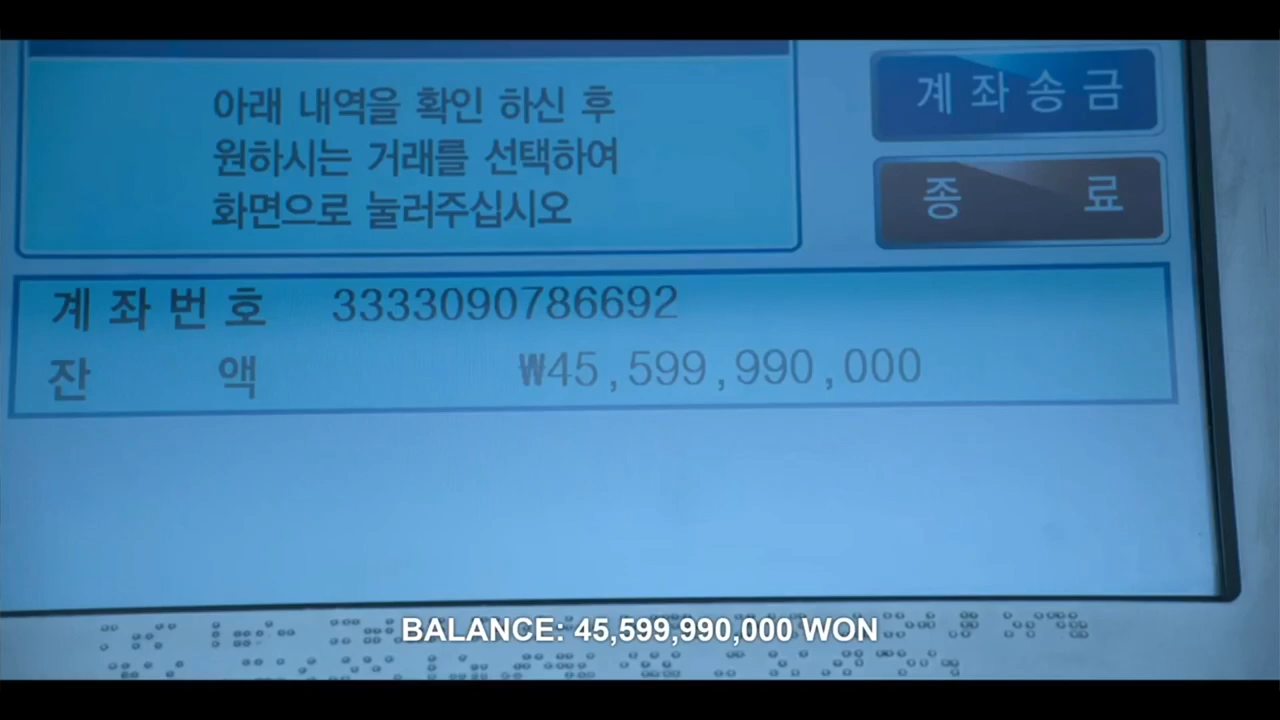 아래 내역을 확인 하신 후
원하시는 거래를 선택하여
화면으로 눌러주십시오
계좌송금
종 료
계좌번호 3333090786692
잔 액 ₩45,599,990,000
BALANCE: 45,599,990,000 WON